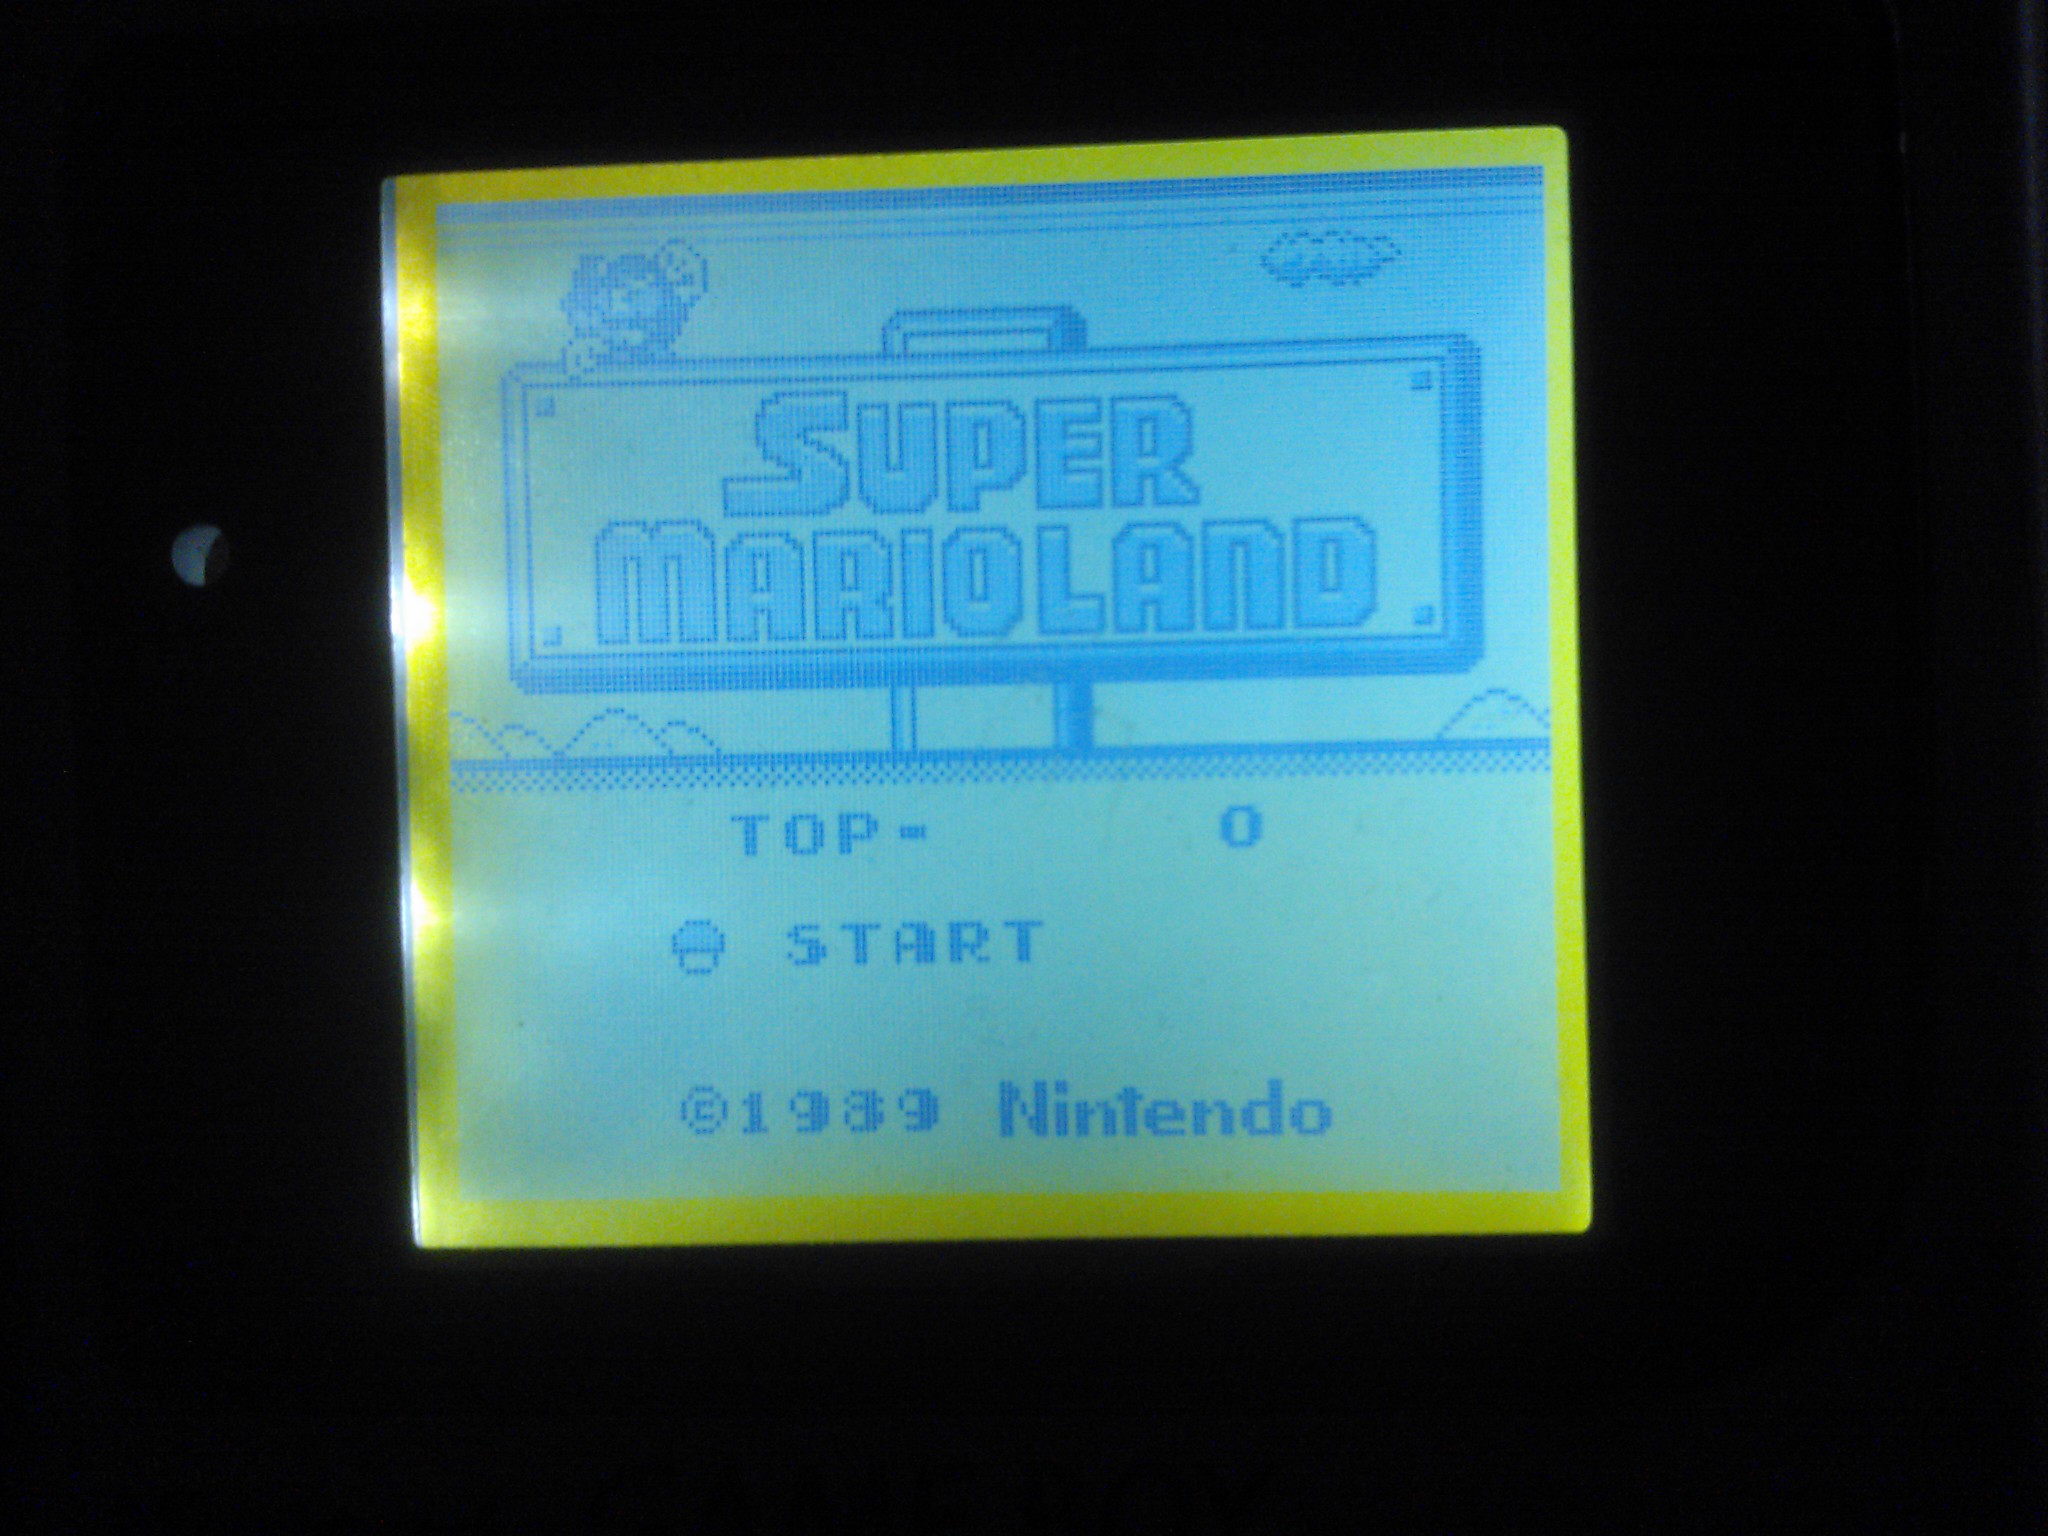 SUPER
MARIOLAND
TOP- 0
START
©1989 Nintendo